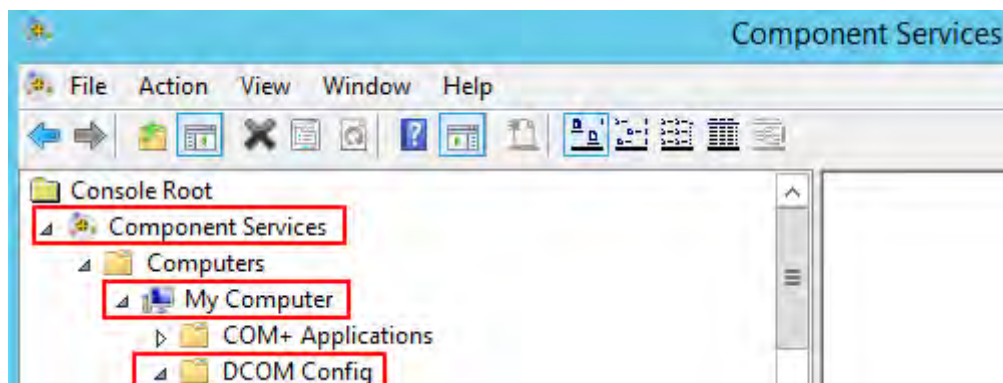 Component Services
File Action View Window Help
Console Root
Component Services
Computers
My Computer
COM+ Applications
DCOM Config